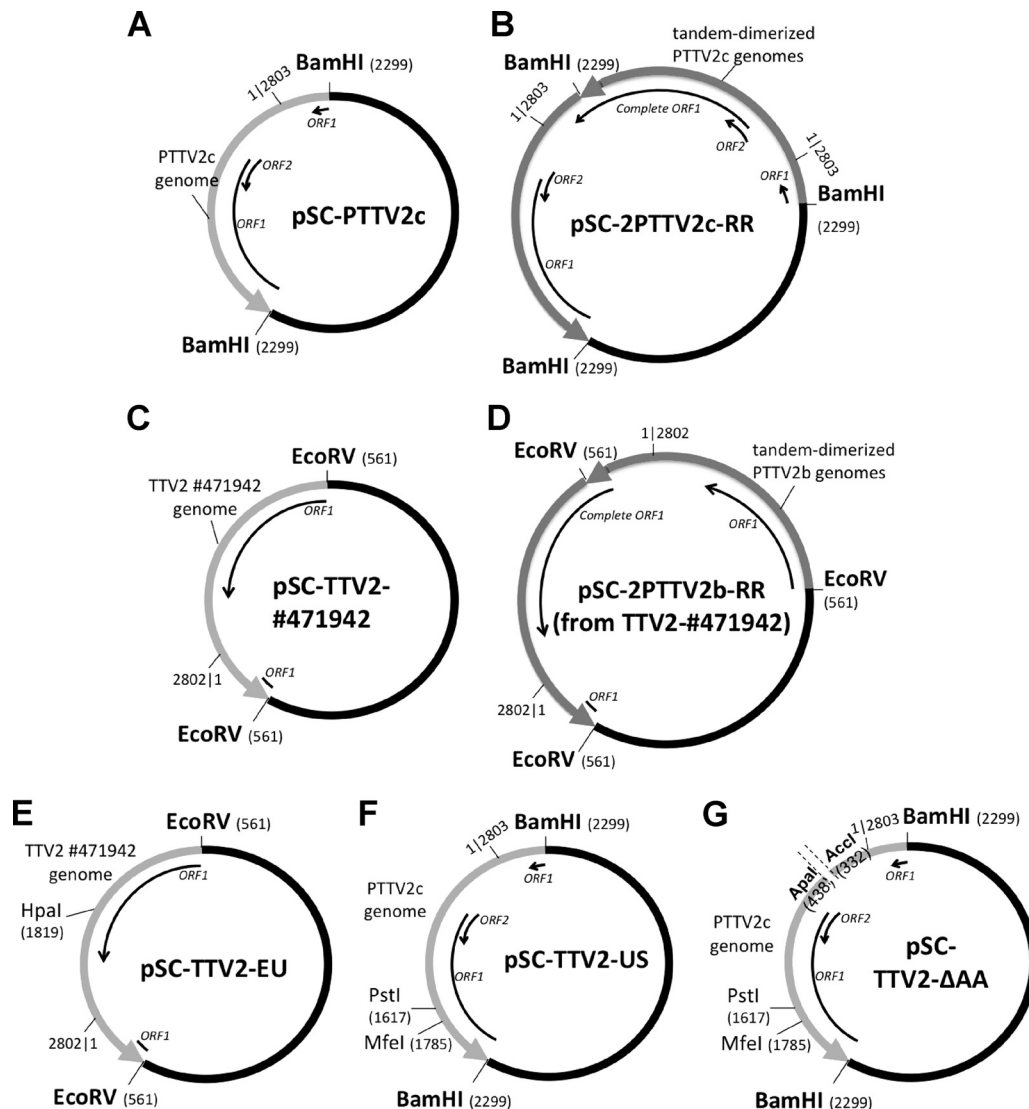 A
BamHI (2299)
1|2803
ORF1
PTTV2c
genome
ORF2
ORF1
pSC-PTTV2c
BamHI (2299)
B
tandem-dimerized
PTTV2c genomes
BamHI
(2299)
1|2803
Complete ORF1
ORF2
1|2803
ORF1
BamHI
(2299)
ORF2
pSC-2PTTV2c-RR
ORF1
BamHI (2299)
C
EcoRV (561)
TTV2 #471942
genome
ORF1
pSC-TTV2-
#471942
2802|1
ORF1
EcoRV (561)
D
1|2802
EcoRV
(561)
tandem-dimerized
PTTV2b genomes
Complete ORF1
ORF1
EcoRV
(561)
pSC-2PTTV2b-RR
(from TTV2-#471942)
2802|1
ORF1
EcoRV (561)
E
EcoRV (561)
TTV2 #471942
genome
ORF1
HpaI
(1819)
pSC-TTV2-EU
2802|1
ORF1
EcoRV (561)
F
BamHI (2299)
1|2803
ORF1
PTTV2c
genome
ORF2
pSC-TTV2-US
ORF1
PstI
(1617)
MfeI (1785)
BamHI (2299)
G
1|2803
BamHI (2299)
AccI
(332)
ApaI
(438)
ORF1
PTTV2c
genome
ORF2
pSC-
TTV2-ΔAA
ORF1
PstI
(1617)
MfeI (1785)
BamHI (2299)